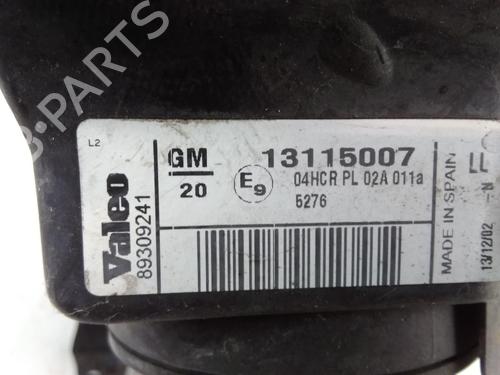 B-PARTS
L2
Valeo
89309241
GM
20
13115007
E9
04HCR PL 02A 011a
5276
MADE IN SPAIN
13/12/02